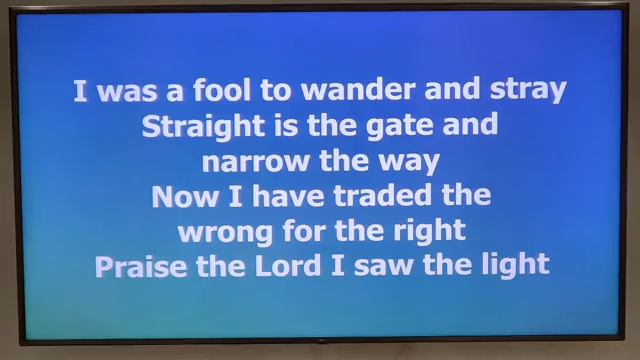 I was a fool to wander and stray
Straight is the gate and
narrow the way
Now I have traded the
wrong for the right
Praise the Lord I saw the light